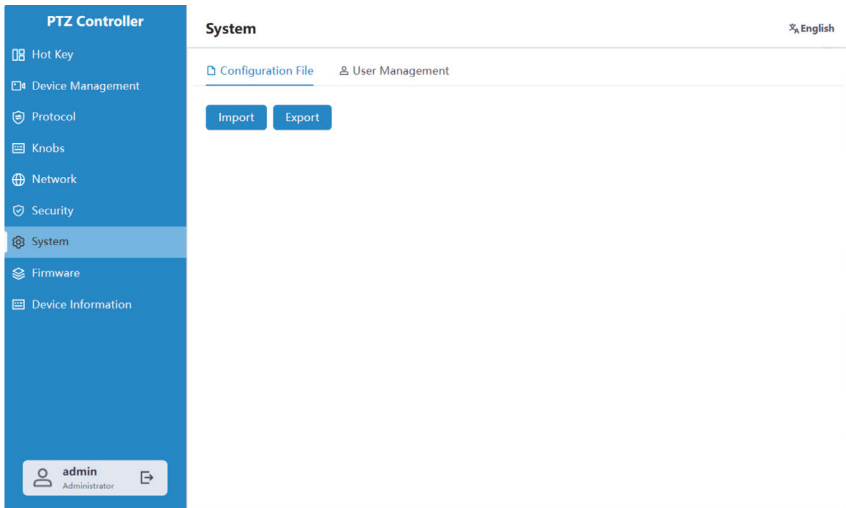 PTZ Controller
Hot Key
Device Management
Protocol
Knobs
Network
Security
System
Firmware
Device Information
admin
Administrator
System
English
Configuration File User Management
Import Export